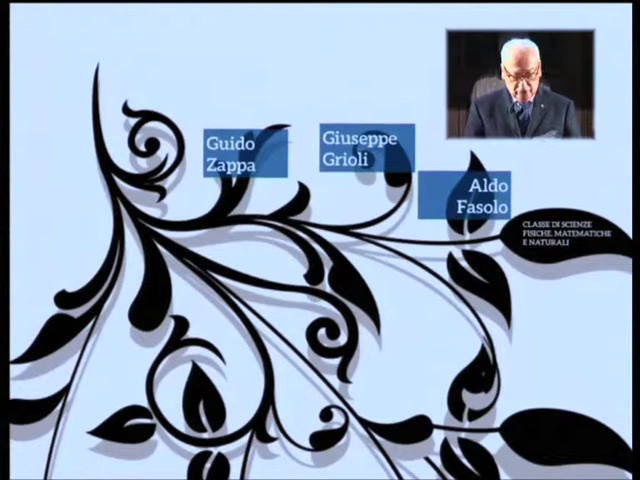 Guido
Zappa
Giuseppe
Grioli
Aldo
Fasolo
CLASSE DI SCIENZE
FISICHE, MATEMATICHE
E NATURALI